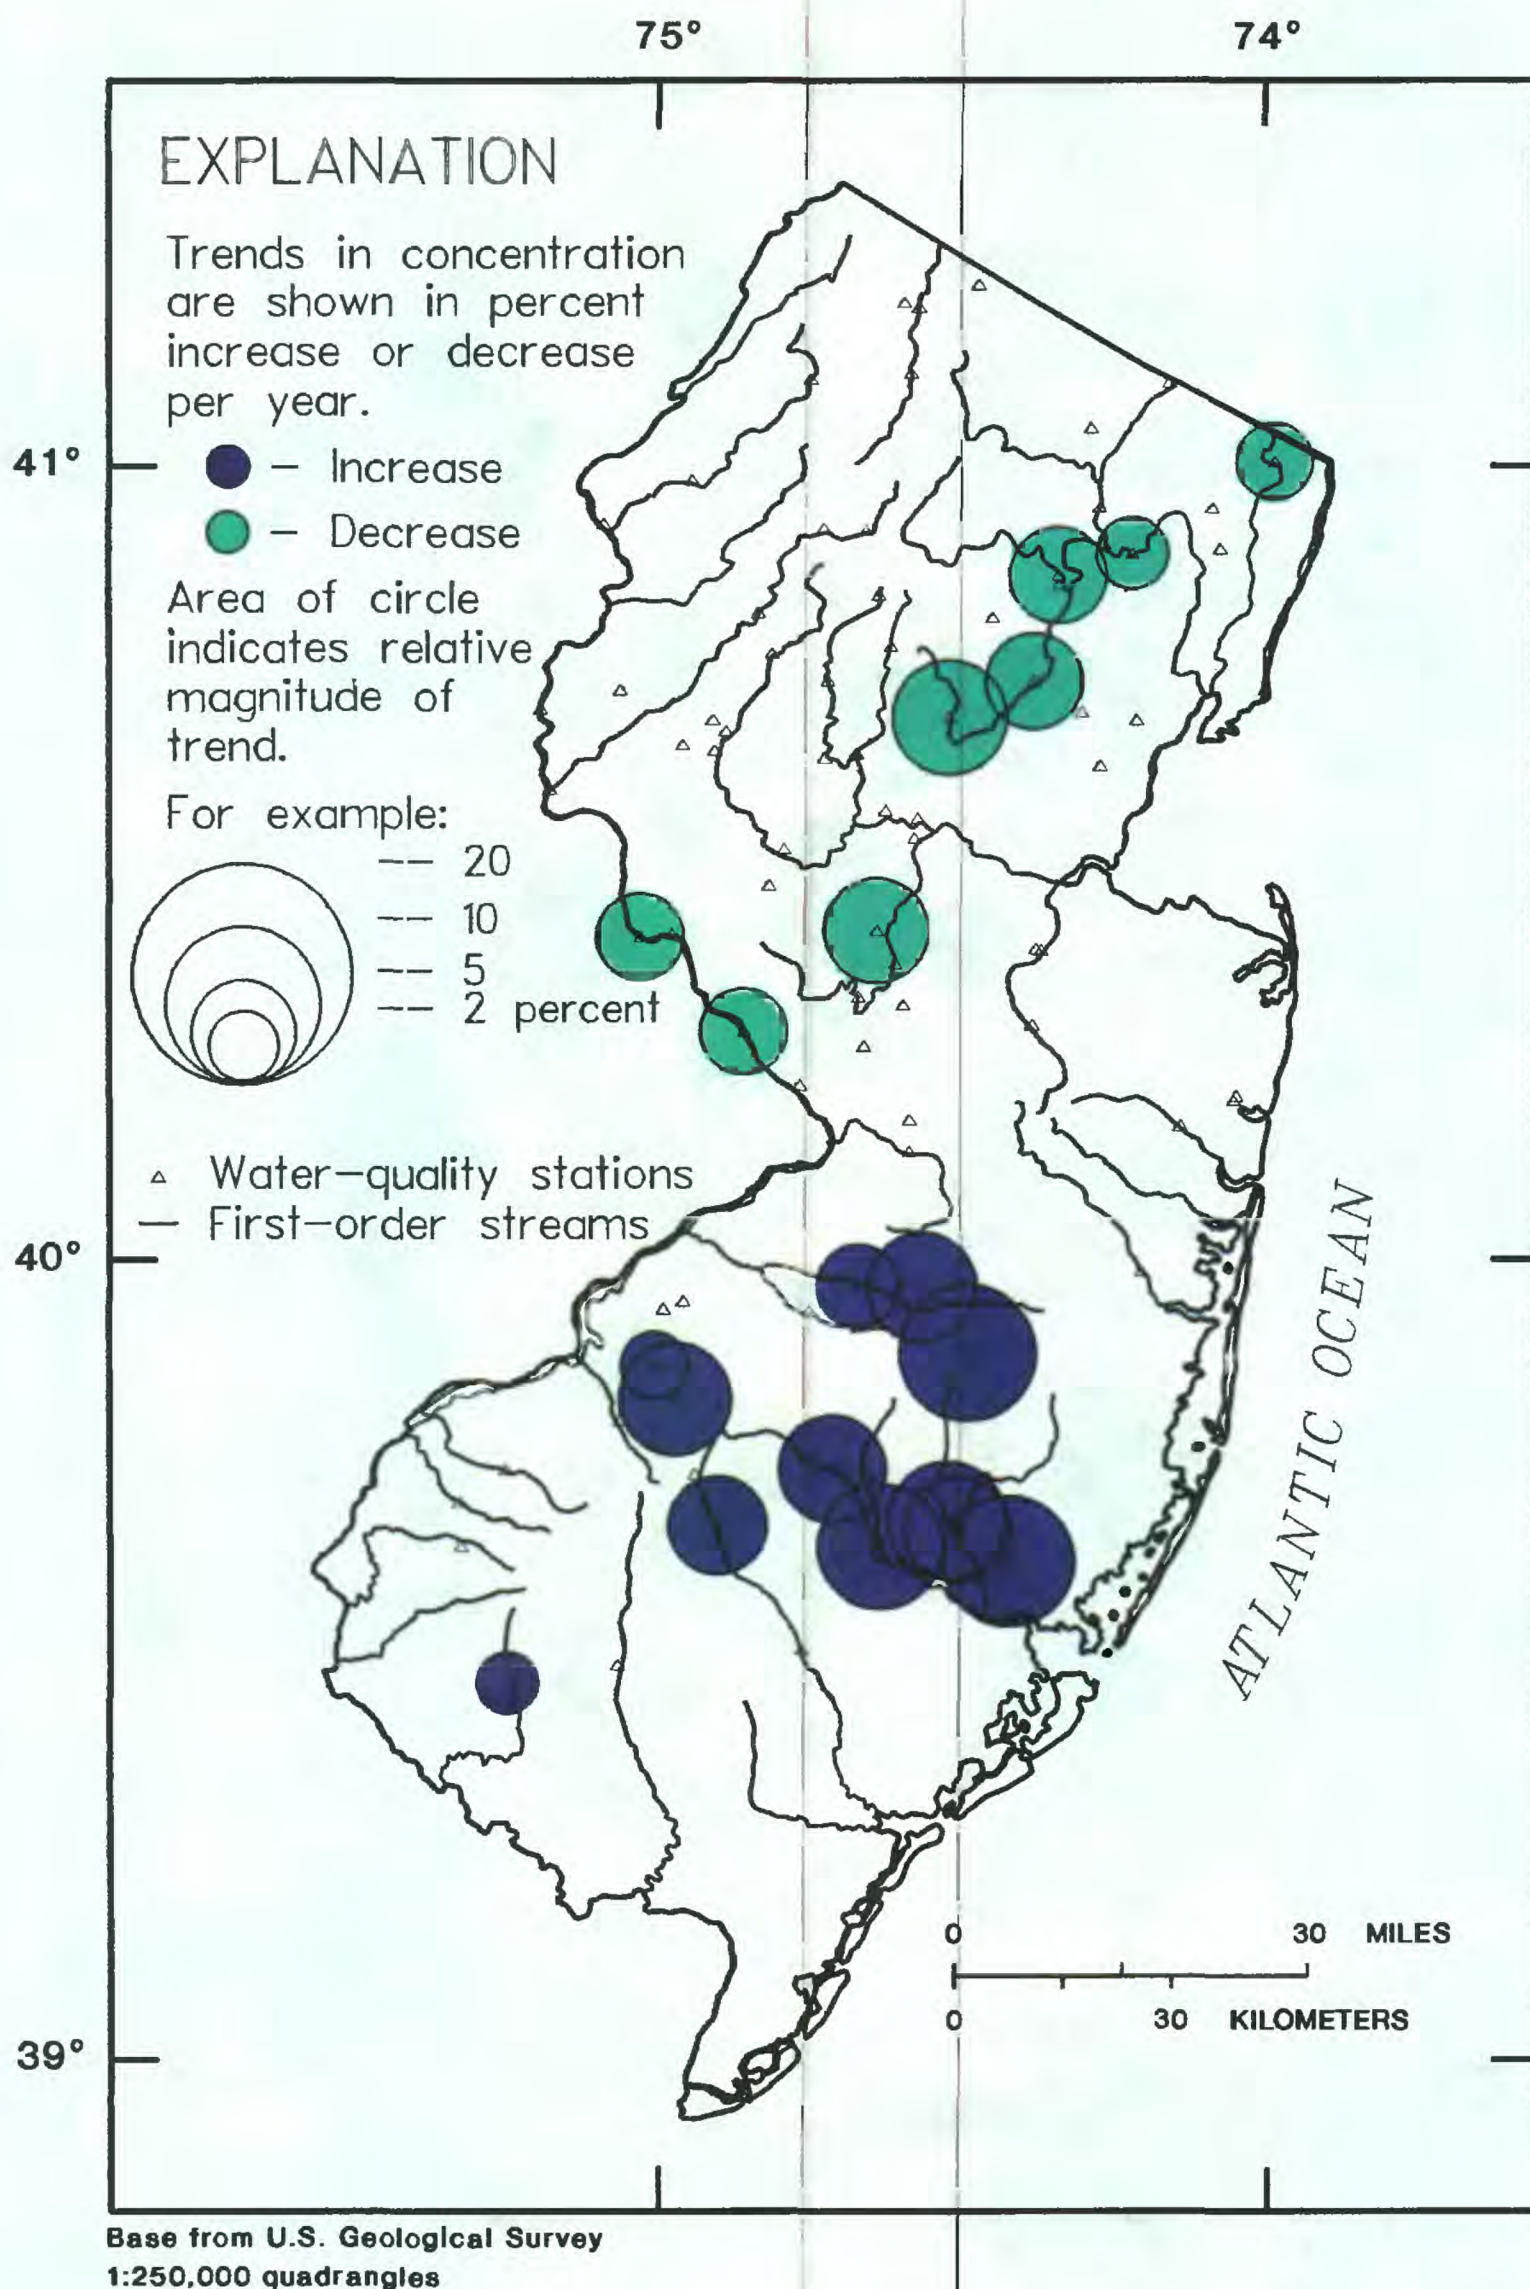 75° 74°
EXPLANATION
Trends in concentration
are shown in percent
increase or decrease
per year.
41°
– Increase
– Decrease
Area of circle
indicates relative
magnitude of
trend.
For example:
-- 20
-- 10
-- 5
-- 2 percent
Water–quality stations
— First–order streams
40°
ATLANTIC OCEAN
0 30 MILES
0 30 KILOMETERS
39°
Base from U.S. Geological Survey
1:250,000 quadrangles